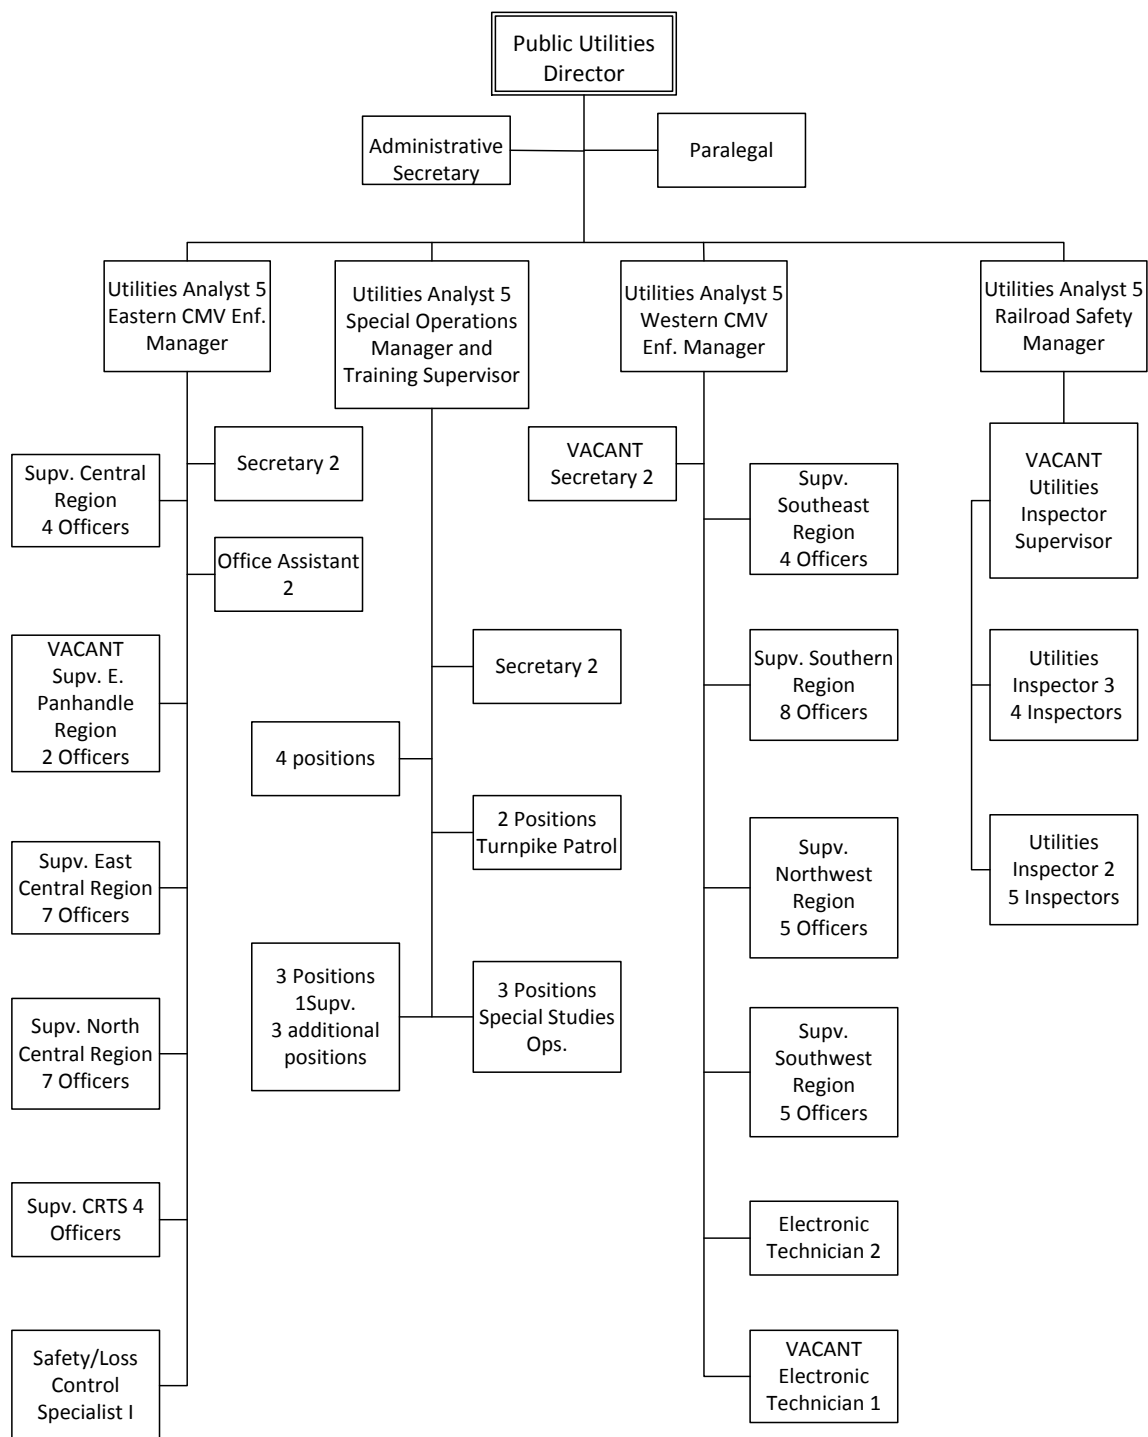 Public Utilities
Director
Administrative
Secretary
Paralegal
Utilities Analyst 5
Eastern CMV Enf.
Manager
Utilities Analyst 5
Special Operations
Manager and
Training Supervisor
Utilities Analyst 5
Western CMV
Enf. Manager
Utilities Analyst 5
Railroad Safety
Manager
Secretary 2
Supv. Central
Region
4 Officers
Office Assistant
2
VACANT
Supv. E.
Panhandle
Region
2 Officers
Supv. East
Central Region
7 Officers
Supv. North
Central Region
7 Officers
Supv. CRTS 4
Officers
Safety/Loss
Control
Specialist I
Secretary 2
4 positions
2 Positions
Turnpike Patrol
3 Positions
1Supv.
3 additional
positions
3 Positions
Special Studies
Ops.
VACANT
Secretary 2
Supv.
Southeast
Region
4 Officers
Supv. Southern
Region
8 Officers
Supv.
Northwest
Region
5 Officers
Supv.
Southwest
Region
5 Officers
Electronic
Technician 2
VACANT
Electronic
Technician 1
VACANT
Utilities
Inspector
Supervisor
Utilities
Inspector 3
4 Inspectors
Utilities
Inspector 2
5 Inspectors